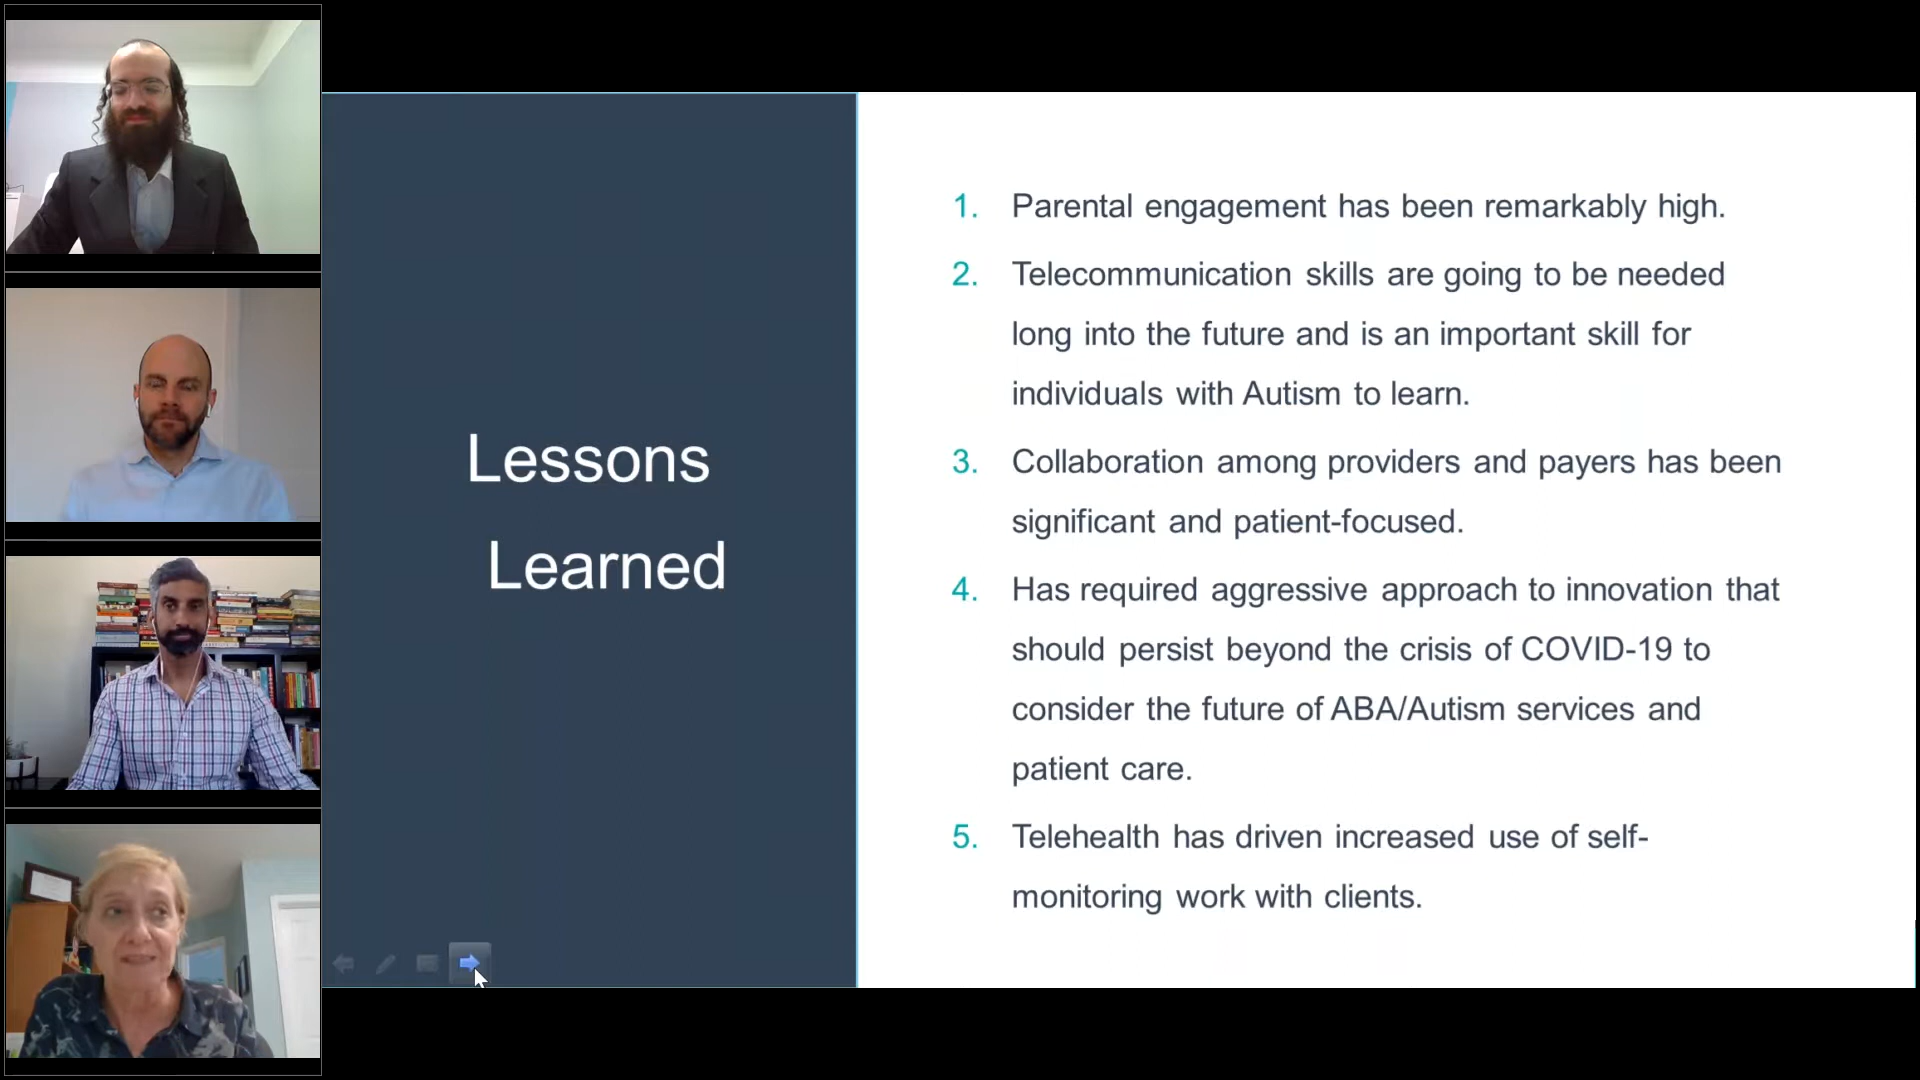 Lessons
Learned
1. Parental engagement has been remarkably high.
2. Telecommunication skills are going to be needed
long into the future and is an important skill for
individuals with Autism to learn.
3. Collaboration among providers and payers has been
significant and patient-focused.
4. Has required aggressive approach to innovation that
should persist beyond the crisis of COVID-19 to
consider the future of ABA/Autism services and
patient care.
5. Telehealth has driven increased use of self-
monitoring work with clients.